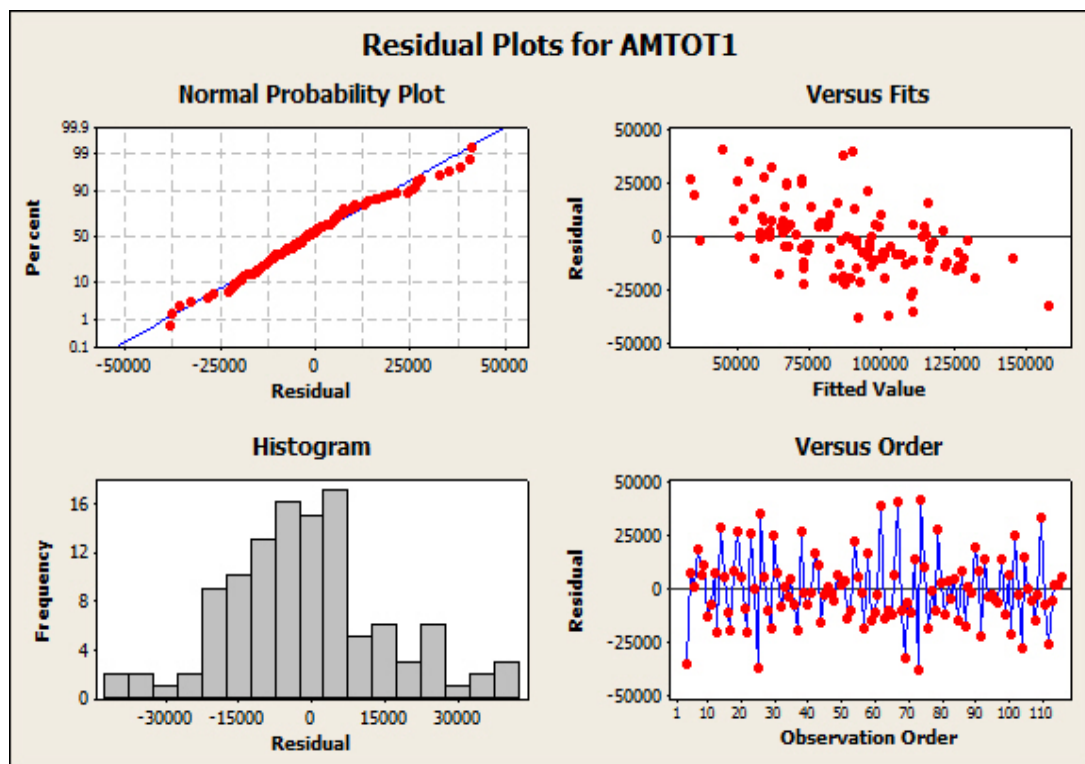 Residual Plots for AMTOT1
Normal Probability Plot
99.9
99
90
50
10
1
0.1
Percent
-50000 -25000 0 25000 50000
Residual
Versus Fits
50000
25000
0
-25000
-50000
Residual
50000 75000 100000 125000 150000
Fitted Value
Histogram
16
12
8
4
0
Frequency
-30000 -15000 0 15000 30000
Residual
Versus Order
50000
25000
0
-25000
-50000
Residual
1 10 20 30 40 50 60 70 80 90 100 110
Observation Order